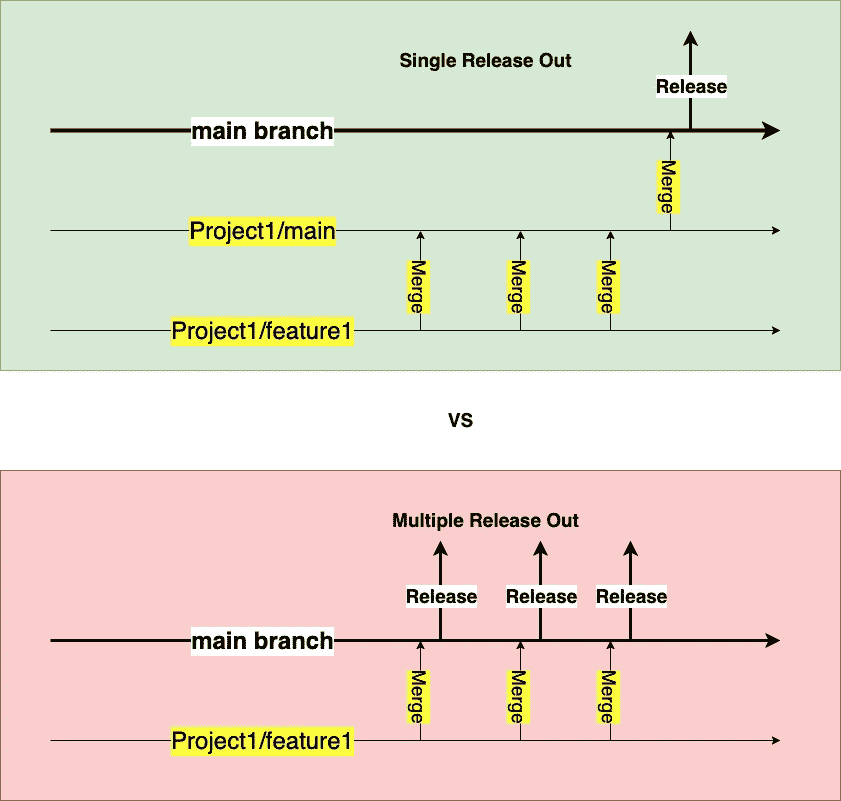 Single Release Out
Release
main branch
Merge
Project1/main
Merge
Merge
Merge
Project1/feature1
VS
Multiple Release Out
Release
Release
Release
main branch
Merge
Merge
Merge
Project1/feature1